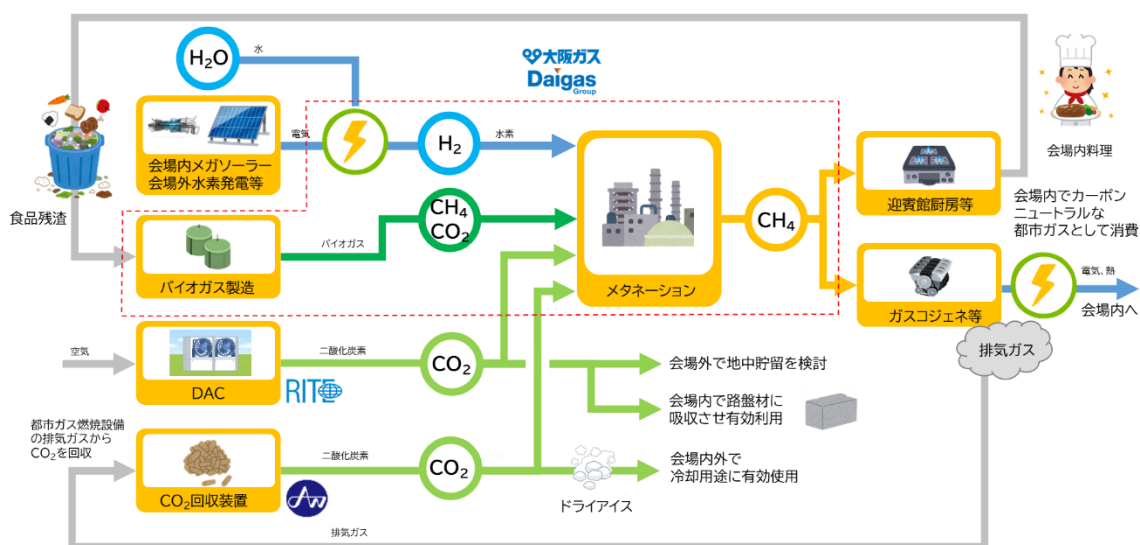 H₂O
水
大阪ガス
Daigas
Group
食品残渣
会場内メガソーラー
会場外水素発電等
電気
H₂
水素
会場内料理
CH₄
CO₂
バイオガス
バイオガス製造
メタネーション
CH₄
迎賓館厨房等
会場内でカーボン
ニュートラルな
都市ガスとして消費
ガスコジェネ等
電気、熱
会場内へ
排気ガス
空気
DAC
二酸化炭素
RITE
CO₂
会場外で地中貯留を検討
会場内で路盤材に
吸収させ有効利用
都市ガス燃焼設備
の排気ガスから
CO₂を回収
CO₂回収装置
二酸化炭素
CO₂
ドライアイス
会場内外で
冷却用途に有効使用
排気ガス